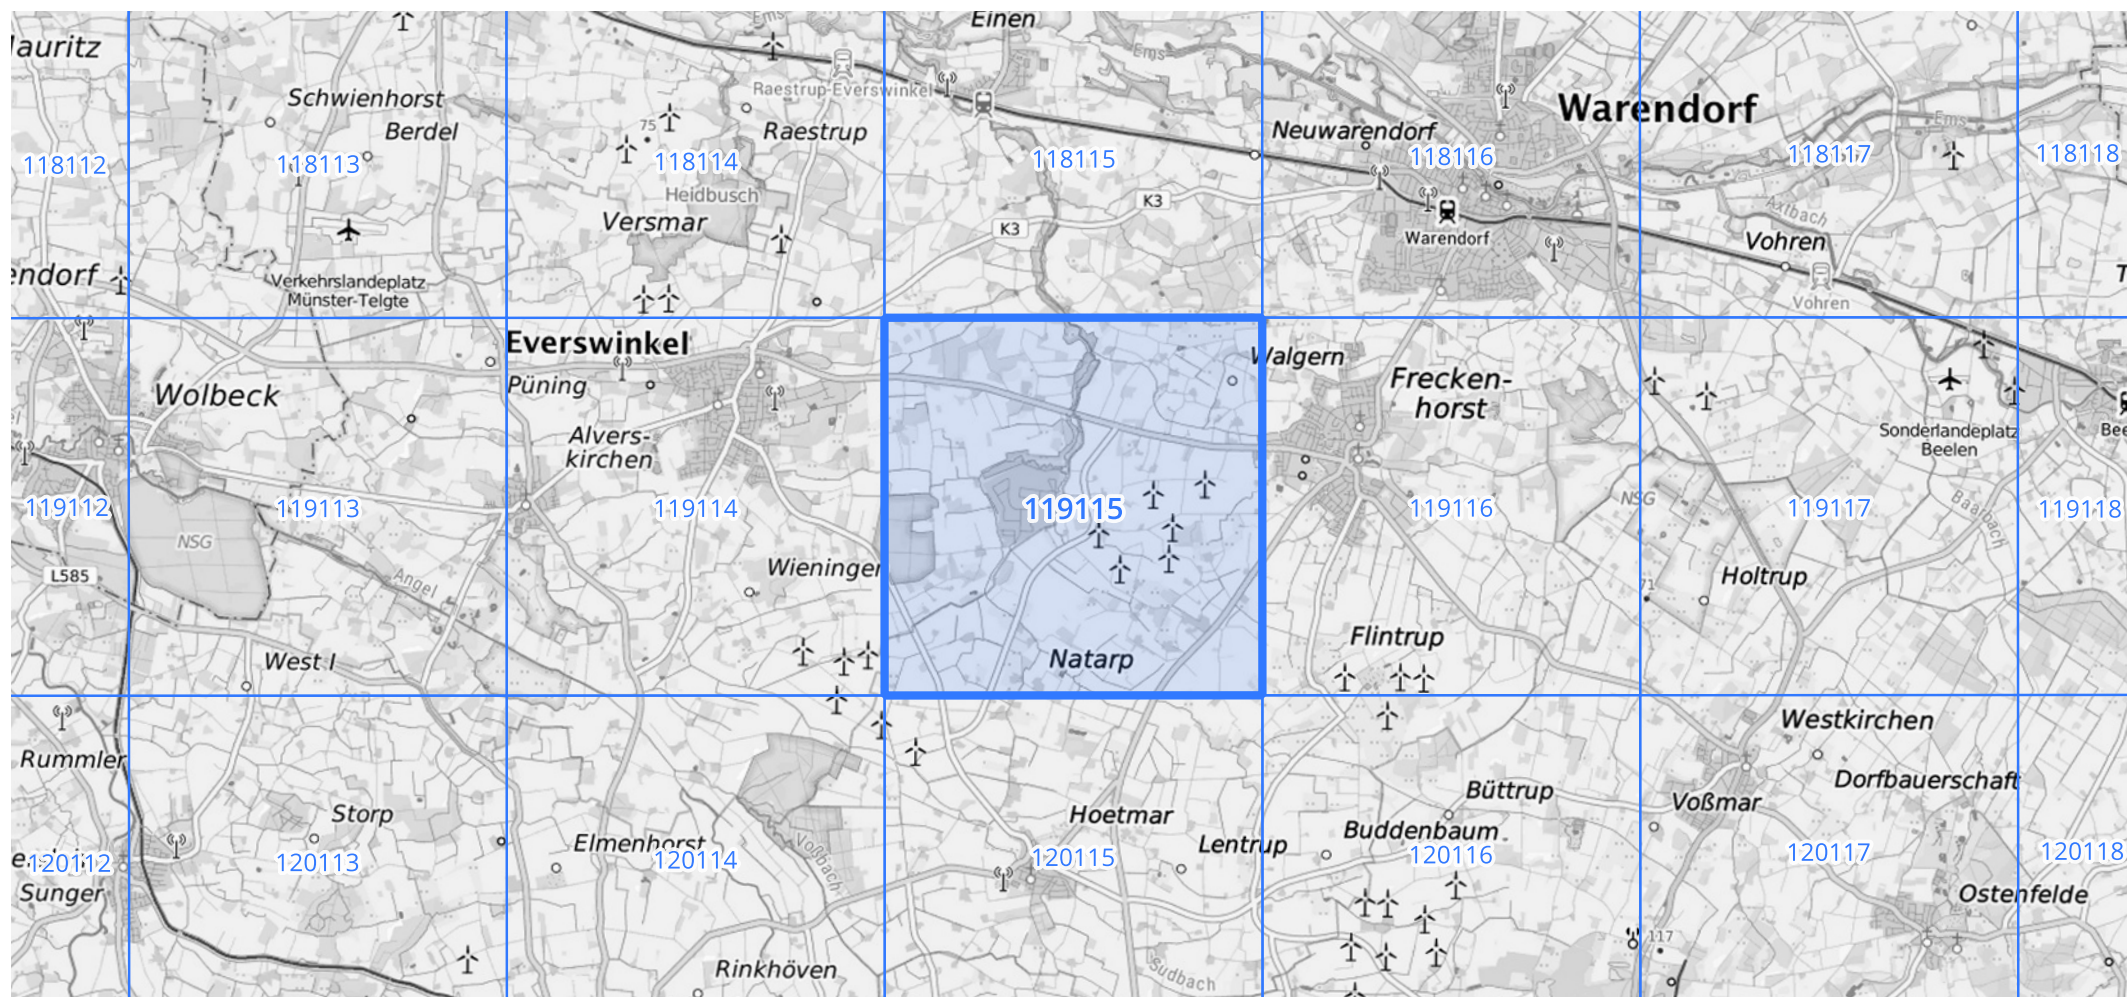 Einen
Ems
Ems
Schwienhorst
Berdel
Raestrup-Everswinkel
Raestrup
75
Warendorf
Neuwarendorf
Ems
118112
118113
118114
118115
118116
118117
118118
Heidbusch
Versmar
K3
K3
Axtbach
Warendorf
Vohren
Vohren
Verkehrslandeplatz
Münster-Telgte
Everswinkel
Püning
Wolbeck
Walgern
Frecken-
horst
Alvers-
kirchen
Sonderlandeplatz
Beelen
NSG
119112
119113
119114
119115
119116
119117
119118
NSG
Baarbach
L585
Angel
Wieninger
71
Holtrup
West I
Natarp
Flintrup
Rummler
Westkirchen
Dorfbauerschaft
Storp
Elmenhorst
Voßbach
Hoetmar
Lentrup
Büttrup
Buddenbaum
Voßmar
120112
120113
120114
120115
120116
120117
120118
Sunger
Ostenfelde
117
Rinkhöven
Südbach